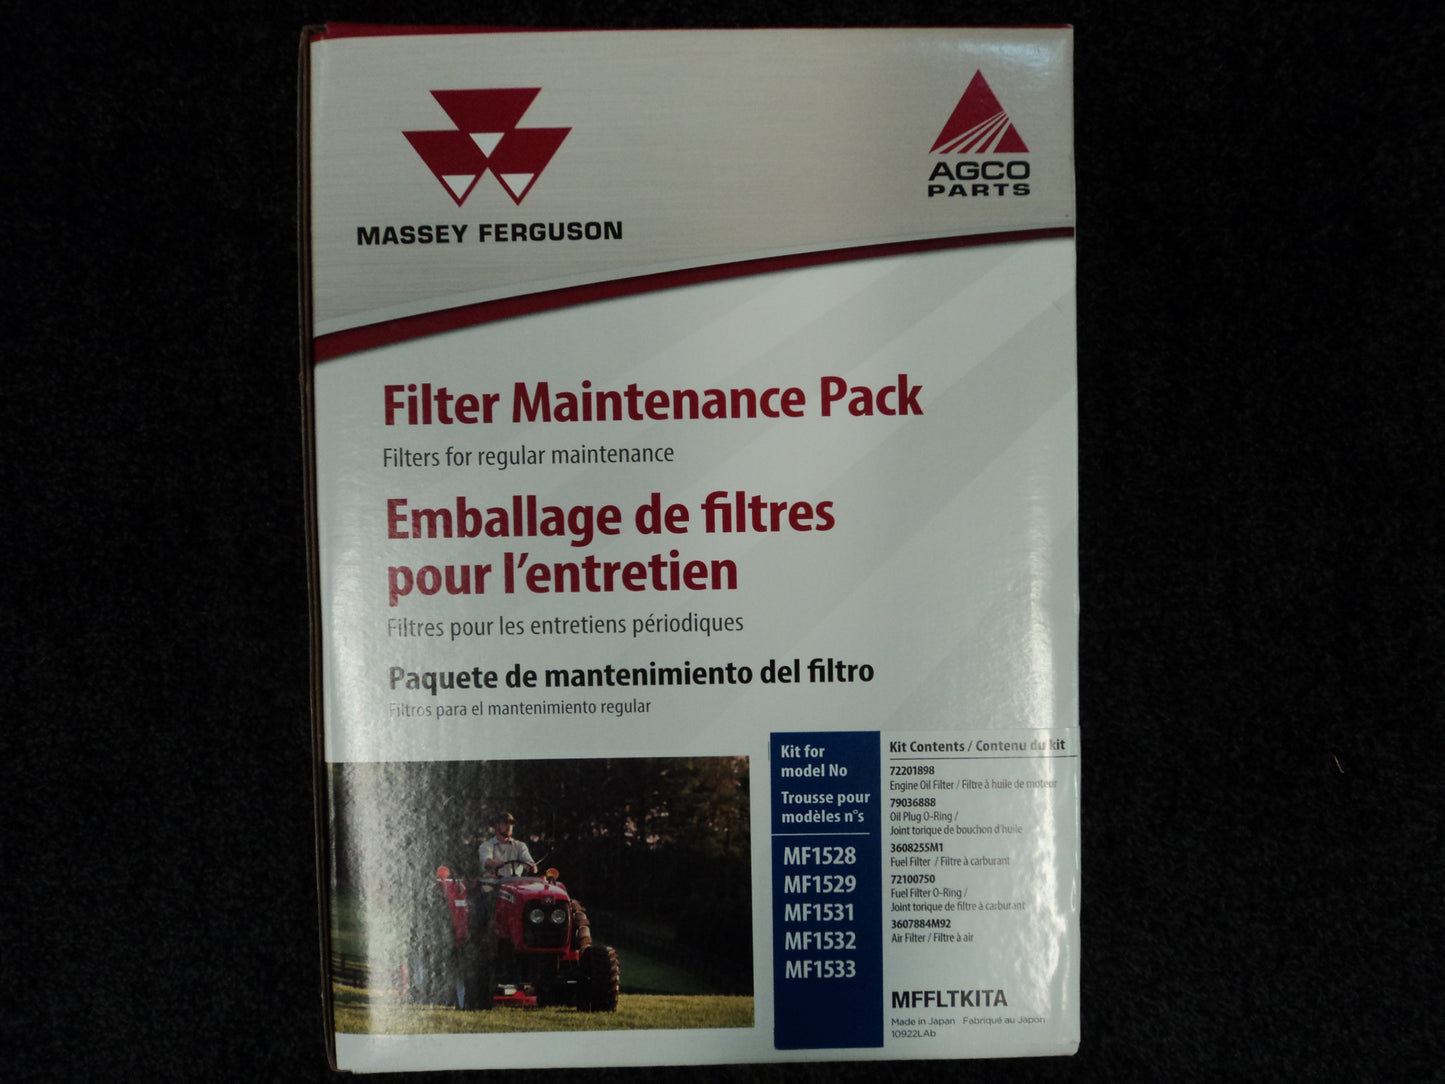 MASSEY FERGUSON
AGCO
PARTS
Filter Maintenance Pack
Filters for regular maintenance
Emballage de filtres
pour l'entretien
Filtres pour les entretiens périodiques
Paquete de mantenimiento del filtro
Filtros para el mantenimiento regular
Kit for
model No
Trousse pour
modèles n°s
MF1528
MF1529
MF1531
MF1532
MF1533
Kit Contents / Contenu du kit
72201898
Engine Oil Filter / Filtre à huile de moteur
79036888
Oil Plug O-Ring /
Joint torique de bouchon d'huile
3608255M1
Fuel Filter / Filtre à carburant
72100750
Fuel Filter O-Ring /
Joint torique de filtre à carburant
3607884M92
Air Filter / Filtre à air
MFFLTKITA
Made in Japan Fabriqué au Japon
10922LAb